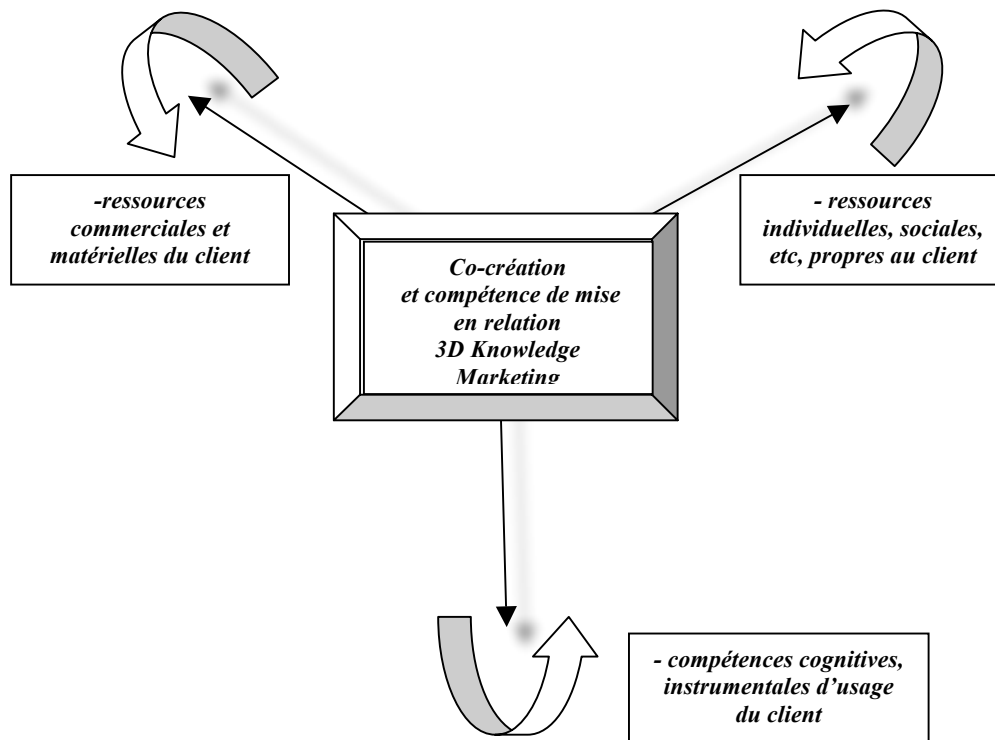 -ressources
commerciales et
matérielles du client
- ressources
individuelles, sociales,
etc, propres au client
Co-création
et compétence de mise
en relation
3D Knowledge
Marketing
- compétences cognitives,
instrumentales d’usage
du client